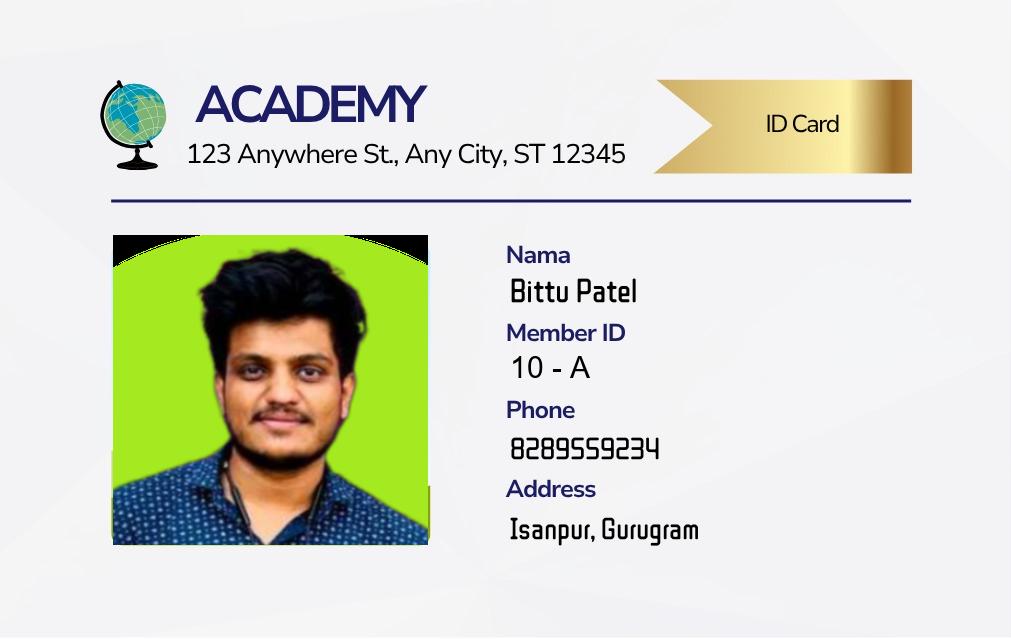 ACADEMY
123 Anywhere St., Any City, ST 12345
ID Card
Nama
Bittu Patel
Member ID
10 - A
Phone
8289559234
Address
Isanpur, Gurugram